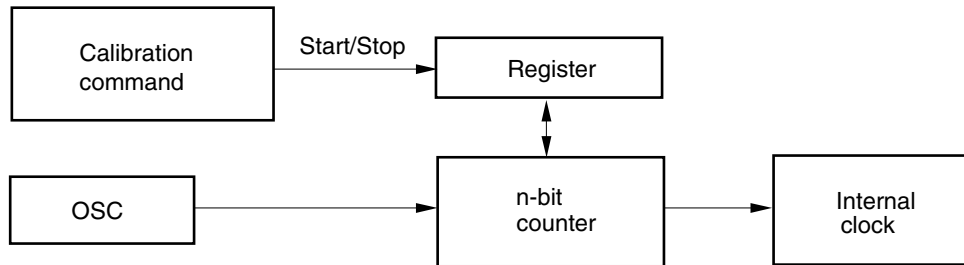 Calibration
command
Start/Stop
Register
OSC
n-bit
counter
Internal
clock